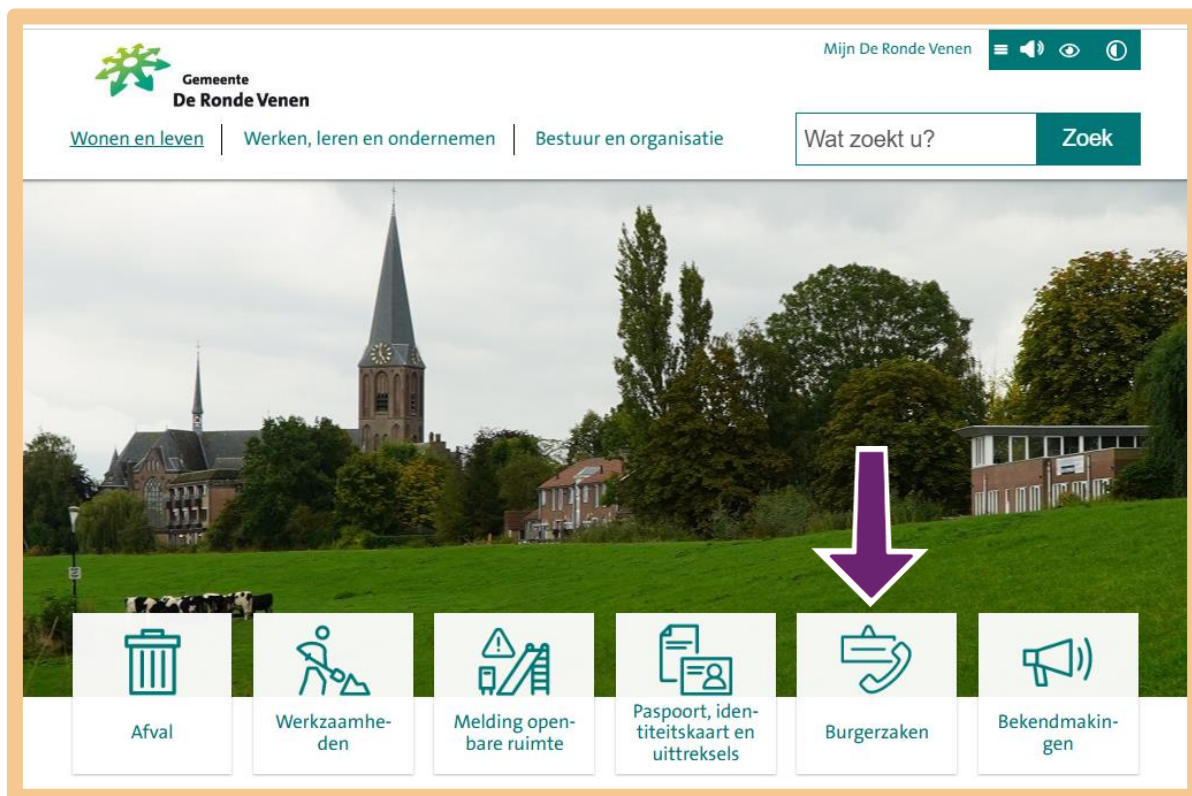 Gemeente
De Ronde Venen
Mijn De Ronde Venen
Wonen en leven
Werken, leren en ondernemen
Bestuur en organisatie
Wat zoekt u?
Zoek
Afval
Werkzaamhe-
den
Melding open-
bare ruimte
Paspoort, iden-
titeitskaart en
uittreksels
Burgerzaken
Bekendmakin-
gen